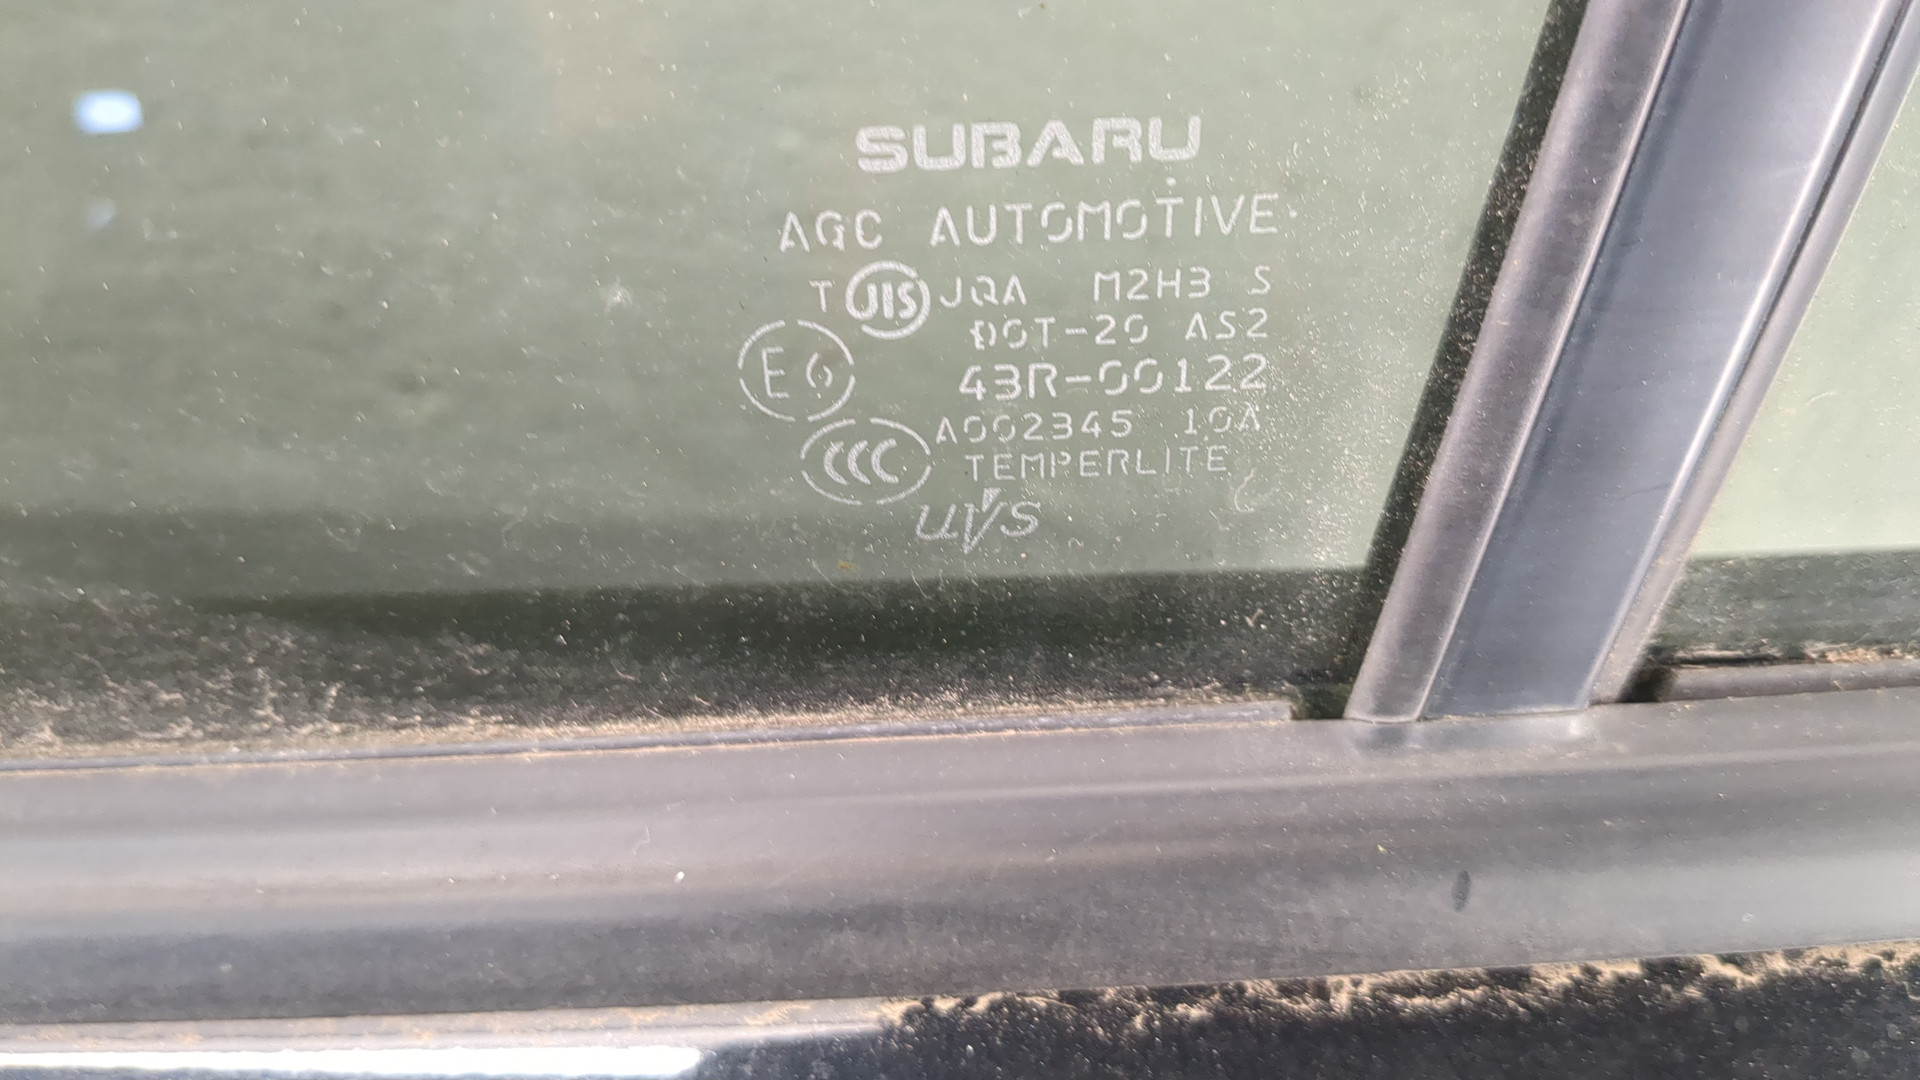 SUBARU
AGC AUTOMOTIVE
T JIS JQA M2H3 S
DOT-20 AS2
E6 43R-00122
CCC A002345 10A
TEMPERLITE
UVS